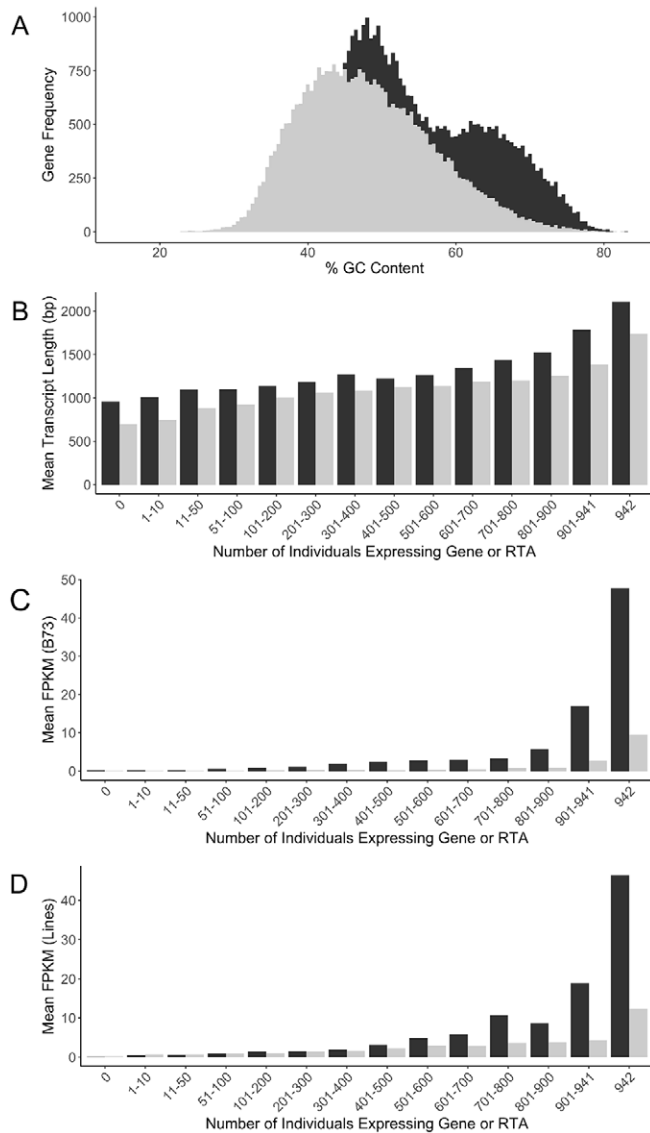 A
Gene Frequency
1000
750
500
250
0
20 40 60 80
% GC Content
B
Mean Transcript Length (bp)
2000
1500
1000
500
0
0 1-10 11-50 51-100 101-200 201-300 301-400 401-500 501-600 601-700 701-800 801-900 901-941 942
Number of Individuals Expressing Gene or RTA
C
Mean FPKM (B73)
50
40
30
20
10
0
0 1-10 11-50 51-100 101-200 201-300 301-400 401-500 501-600 601-700 701-800 801-900 901-941 942
Number of Individuals Expressing Gene or RTA
D
Mean FPKM (Lines)
40
30
20
10
0
0 1-10 11-50 51-100 101-200 201-300 301-400 401-500 501-600 601-700 701-800 801-900 901-941 942
Number of Individuals Expressing Gene or RTA